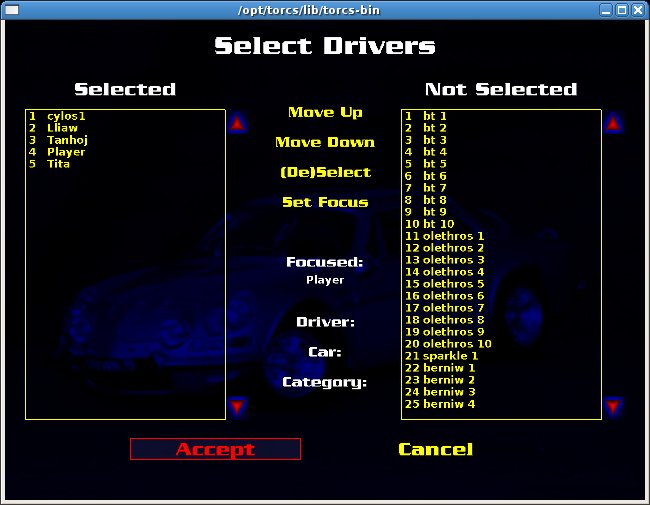 /opt/torcs/lib/torcs-bin
Select Drivers
Selected
1 cylos1
2 Lliaw
3 Tanhoj
4 Player
5 Tita
Move Up
Move Down
(De)Select
Set Focus
Focused:
Player
Driver:
Car:
Category:
Not Selected
1 bt 1
2 bt 2
3 bt 3
4 bt 4
5 bt 5
6 bt 6
7 bt 7
8 bt 8
9 bt 9
10 bt 10
11 olethros 1
12 olethros 2
13 olethros 3
14 olethros 4
15 olethros 5
16 olethros 6
17 olethros 7
18 olethros 8
19 olethros 9
20 olethros 10
21 sparkle 1
22 berniw 1
23 berniw 2
24 berniw 3
25 berniw 4
Accept
Cancel